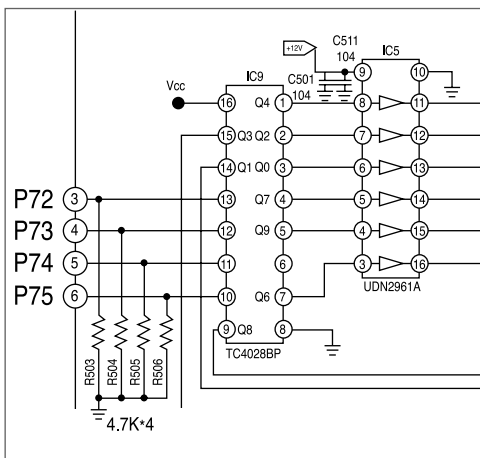 C511
+12V
104
IC5
IC9
C501
104
Vcc
9
10
16
Q4
1
8
11
15
Q3
Q2
2
7
12
14
Q1
Q0
3
6
13
P72
3
13
Q7
4
5
14
P73
4
12
Q9
5
4
15
P74
5
11
6
3
16
P75
6
10
Q6
7
UDN2961A
9
Q8
8
TC4028BP
R503
R504
R505
R506
4.7K*4